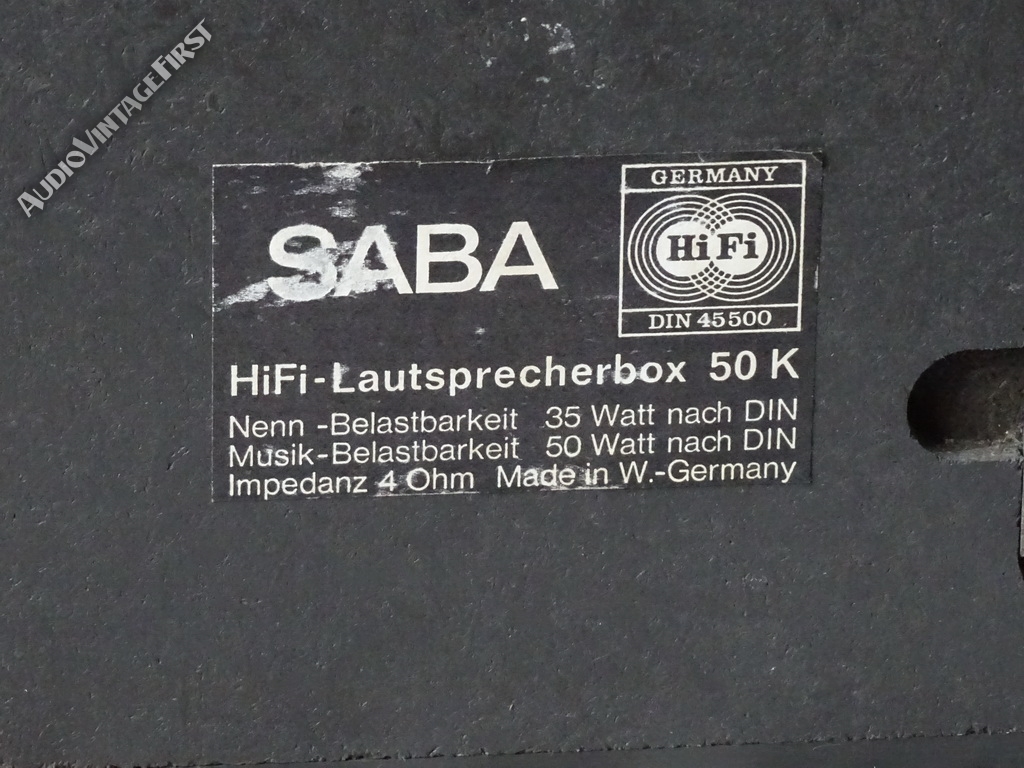 AudioVintageFirst
SABA
GERMANY
HiFi
DIN 45500
HiFi-Lautsprecherbox 50 K
Nenn -Belastbarkeit 35 Watt nach DIN
Musik-Belastbarkeit 50 Watt nach DIN
Impedanz 4 Ohm Made in W.-Germany